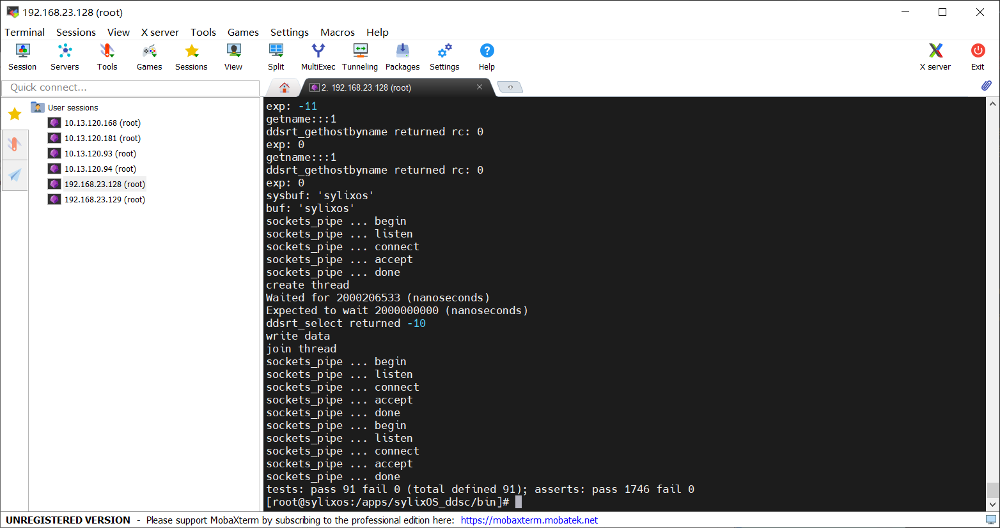 192.168.23.128 (root)
Terminal Sessions View X server Tools Games Settings Macros Help
Session Servers Tools Games Sessions View Split MultiExec Tunneling Packages Settings Help X server Exit
Quick connect...
2. 192.168.23.128 (root)
User sessions
10.13.120.168 (root)
10.13.120.181 (root)
10.13.120.93 (root)
10.13.120.94 (root)
192.168.23.128 (root)
192.168.23.129 (root)
exp: -11
getname:::1
ddsrt_gethostbyname returned rc: 0
exp: 0
getname:::1
ddsrt_gethostbyname returned rc: 0
exp: 0
sysbuf: 'sylixos'
buf: 'sylixos'
sockets_pipe ... begin
sockets_pipe ... listen
sockets_pipe ... connect
sockets_pipe ... accept
sockets_pipe ... done
create thread
Waited for 2000206533 (nanoseconds)
Expected to wait 2000000000 (nanoseconds)
ddsrt_select returned -10
write data
join thread
sockets_pipe ... begin
sockets_pipe ... listen
sockets_pipe ... connect
sockets_pipe ... accept
sockets_pipe ... done
sockets_pipe ... begin
sockets_pipe ... listen
sockets_pipe ... connect
sockets_pipe ... accept
sockets_pipe ... done
tests: pass 91 fail 0 (total defined 91); asserts: pass 1746 fail 0
[root@sylixos:/apps/sylixOS_ddsc/bin]#
UNREGISTERED VERSION - Please support MobaXterm by subscribing to the professional edition here: https://mobaxterm.mobatek.net